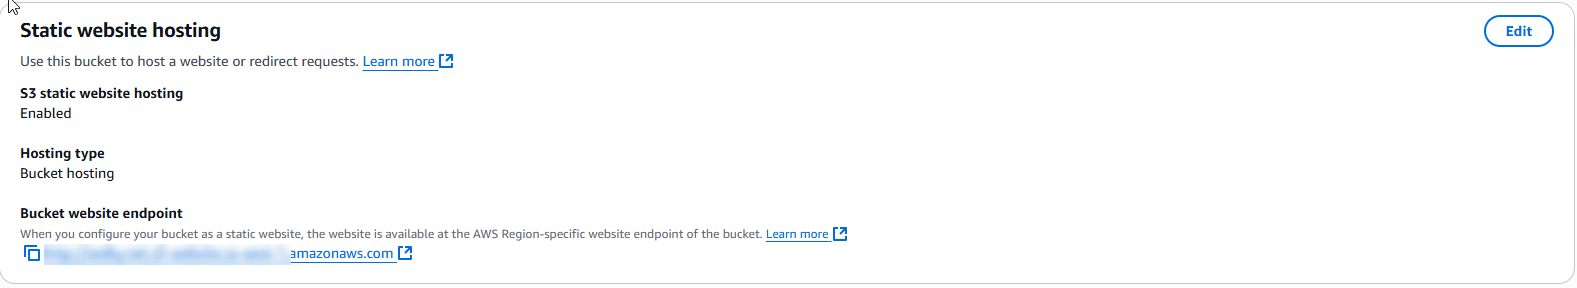 Static website hosting
Edit
Use this bucket to host a website or redirect requests. Learn more
S3 static website hosting
Enabled
Hosting type
Bucket hosting
Bucket website endpoint
When you configure your bucket as a static website, the website is available at the AWS Region-specific website endpoint of the bucket. Learn more
amazonaws.com